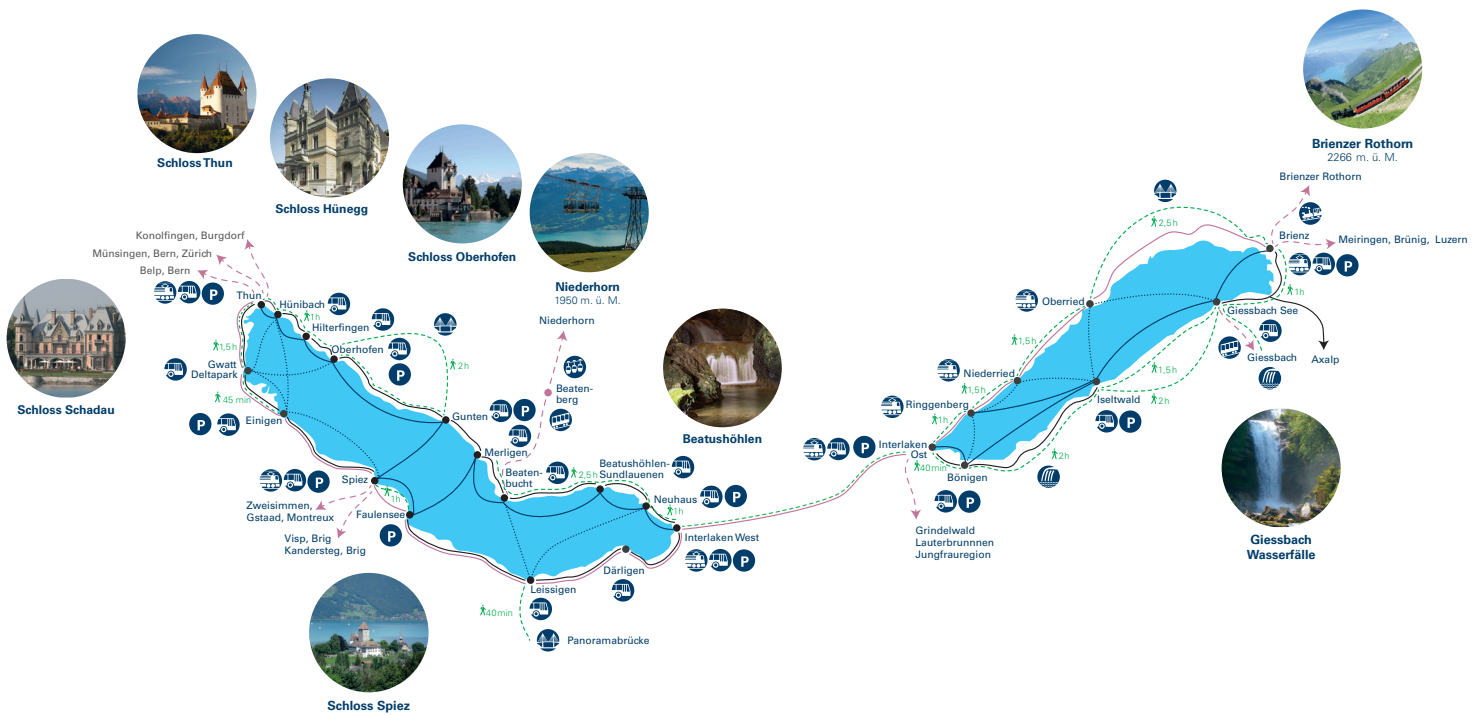 Schloss Thun
Schloss Hünegg
Schloss Oberhofen
Niederhorn
1950 m. ü. M.
Brienzer Rothorn
2266 m. ü. M.
Brienzer Rothorn
2,5 h
Brienz
Meiringen, Brünig, Luzern
P
1h
Konolfingen, Burgdorf
Münsingen, Bern, Zürich
Belp, Bern
P
Thun
Hünibach
1h
Hilterfingen
Oberhofen
P
2h
1,5h
Gwatt
Deltapark
45 min
P
Einigen
Schloss Schadau
Niederhorn
Beaten-
berg
Gunten
P
Merligen
Beaten-
bucht
2,5 h
Beatushöhlen-
Sundlauenen
Neuhaus
P
1h
Interlaken West
P
Beatushöhlen
P
Spiez
1h
Zweisimmen,
Gstaad, Montreux
Visp, Brig
Kandersteg, Brig
Faulensee
P
Därligen
Leissigen
40min
Panoramabrücke
Schloss Spiez
Oberried
1,5h
Niederried
1,5h
Ringgenberg
1h
P
Interlaken
Ost
40min
Bönigen
P
2h
Grindelwald
Lauterbrunnnen
Jungfrauregion
Giessbach See
Giessbach
Axalp
1,5h
2h
Iseltwald
P
Giessbach
Wasserfälle